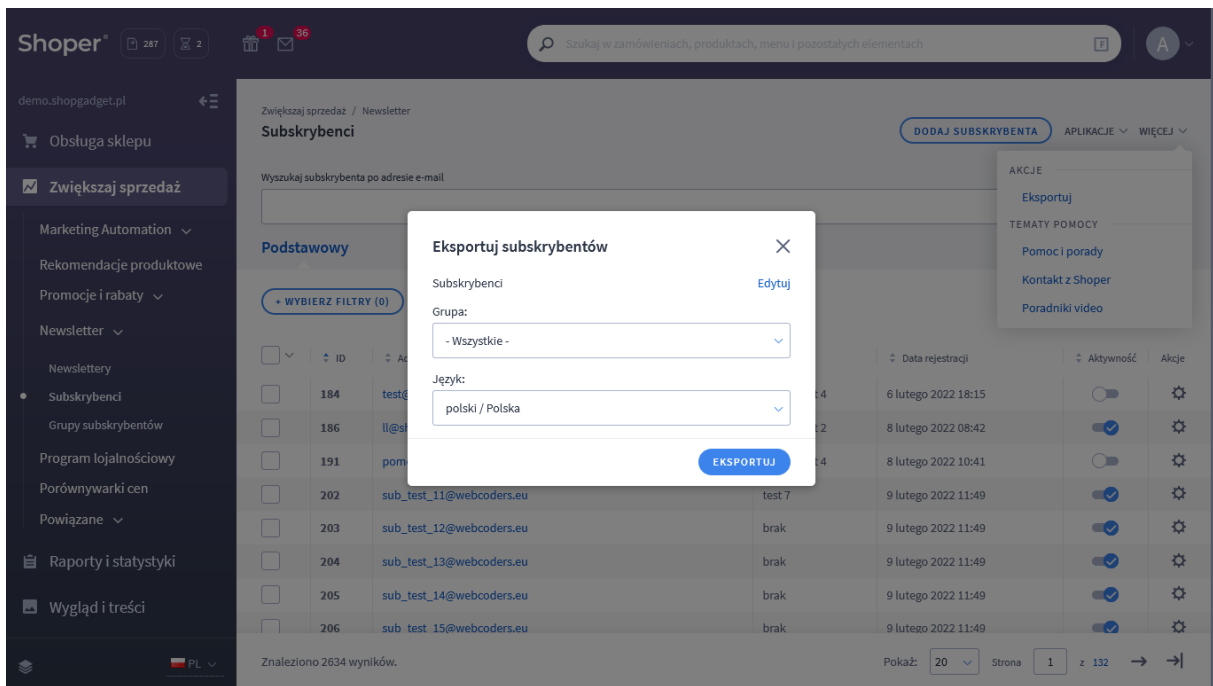 Shoper®
287
2
1
36
Szukaj w zamówieniach, produktach, menu i pozostałych elementach
F
A
demo.shopgadget.pl
Obsługa sklepu
Zwiększaj sprzedaż
Marketing Automation
Rekomendacje produktowe
Promocje i rabaty
Newsletter
Newslettery
Subskrybenci
Grupy subskrybentów
Program lojalnościowy
Porównywarki cen
Powiązane
Raporty i statystyki
Wygląd i treści
PL
Zwiększaj sprzedaż / Newsletter
Subskrybenci
DODAJ SUBSKRYBENTA
APLIKACJE
WIĘCEJ
AKCJE
Eksportuj
TEMATY POMOCY
Pomoc i porady
Kontakt z Shoper
Poradniki video
Wyszukaj subskrybenta po adresie e-mail
Podstawowy
+ WYBIERZ FILTRY (0)
Eksportuj subskrybentów
Subskrybenci Edytuj
Grupa:
- Wszystkie -
Język:
polski / Polska
EKSPORTUJ
ID Data rejestracji Aktywność Akcje
184 test@ 4 6 lutego 2022 18:15
186 2 8 lutego 2022 08:42
191 4 8 lutego 2022 10:41
202 sub_test_11@webcoders.eu test 7 9 lutego 2022 11:49
203 sub_test_12@webcoders.eu brak 9 lutego 2022 11:49
204 sub_test_13@webcoders.eu brak 9 lutego 2022 11:49
205 sub_test_14@webcoders.eu brak 9 lutego 2022 11:49
206 sub_test_15@webcoders.eu brak 9 lutego 2022 11:49
Znaleziono 2634 wyników.
Pokaż: 20 Strona 1 z 132